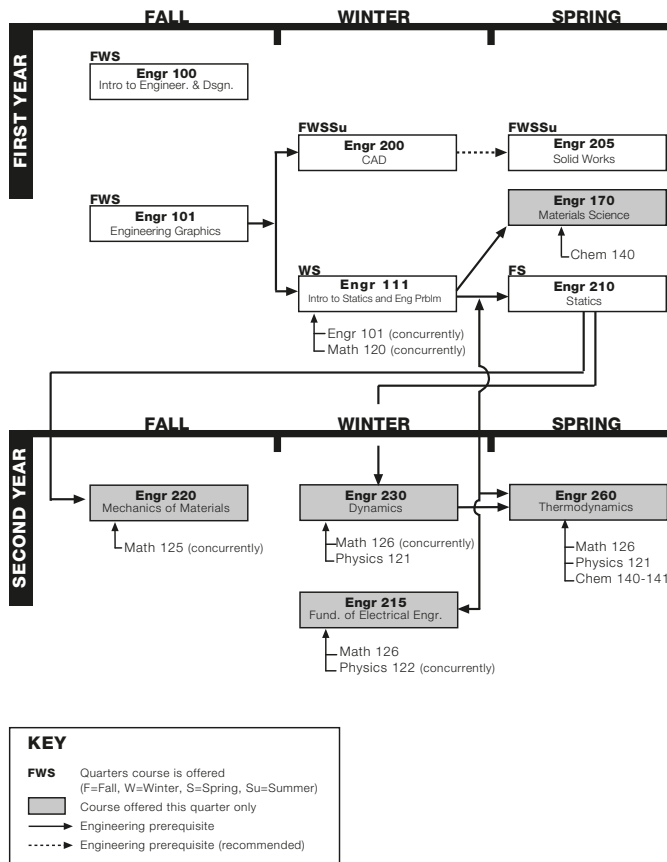 FALL
WINTER
SPRING
FIRST YEAR
FWS
Engr 100
Intro to Engineer. & Dsgn.
FWSSu
Engr 200
CAD
FWSSu
Engr 205
Solid Works
FWS
Engr 101
Engineering Graphics
Engr 170
Materials Science
Chem 140
WS
Engr 111
Intro to Statics and Eng Prblm
FS
Engr 210
Statics
Engr 101 (concurrently)
Math 120 (concurrently)
FALL
WINTER
SPRING
SECOND YEAR
Engr 220
Mechanics of Materials
Math 125 (concurrently)
Engr 230
Dynamics
Math 126 (concurrently)
Physics 121
Engr 260
Thermodynamics
Math 126
Physics 121
Chem 140-141
Engr 215
Fund. of Electrical Engr.
Math 126
Physics 122 (concurrently)
KEY
FWS Quarters course is offered
(F=Fall, W=Winter, S=Spring, Su=Summer)
Course offered this quarter only
Engineering prerequisite
Engineering prerequisite (recommended)